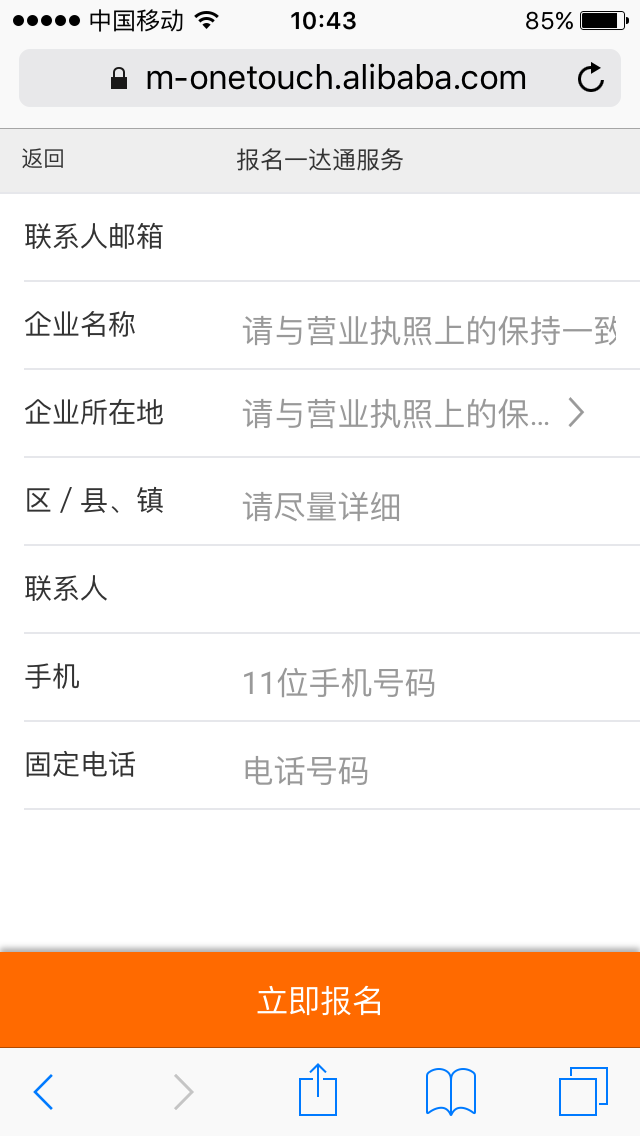 中国移动 10:43 85%
m-onetouch.alibaba.com
返回 报名一达通服务
联系人邮箱
企业名称 请与营业执照上的保持一致
企业所在地 请与营业执照上的保...
区 / 县、镇 请尽量详细
联系人
手机 11位手机号码
固定电话 电话号码
立即报名